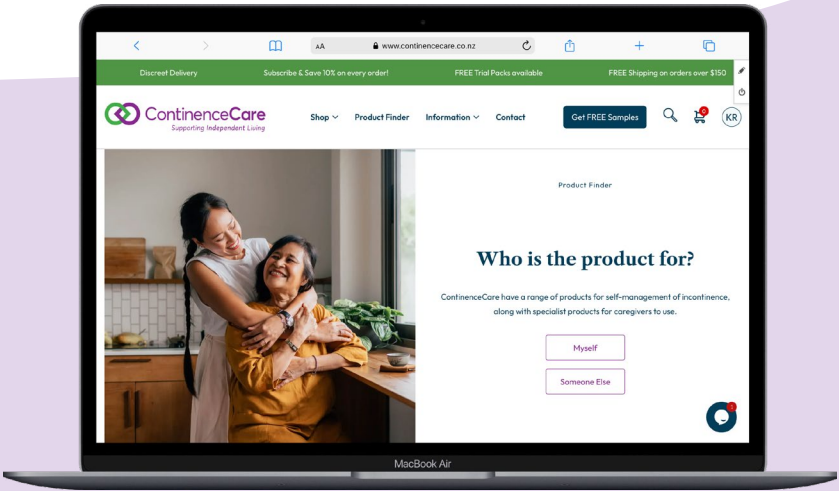 AA
www.continencecare.co.nz
Discreet Delivery
Subscribe & Save 10% on every order!
FREE Trial Packs available
FREE Shipping on orders over $150
ContinenceCare
Supporting Independent Living
Shop
Product Finder
Information
Contact
Get FREE Samples
0
KR
Product Finder
Who is the product for?
ContinenceCare have a range of products for self-management of incontinence,
along with specialist products for caregivers to use.
Myself
Someone Else
1
MacBook Air